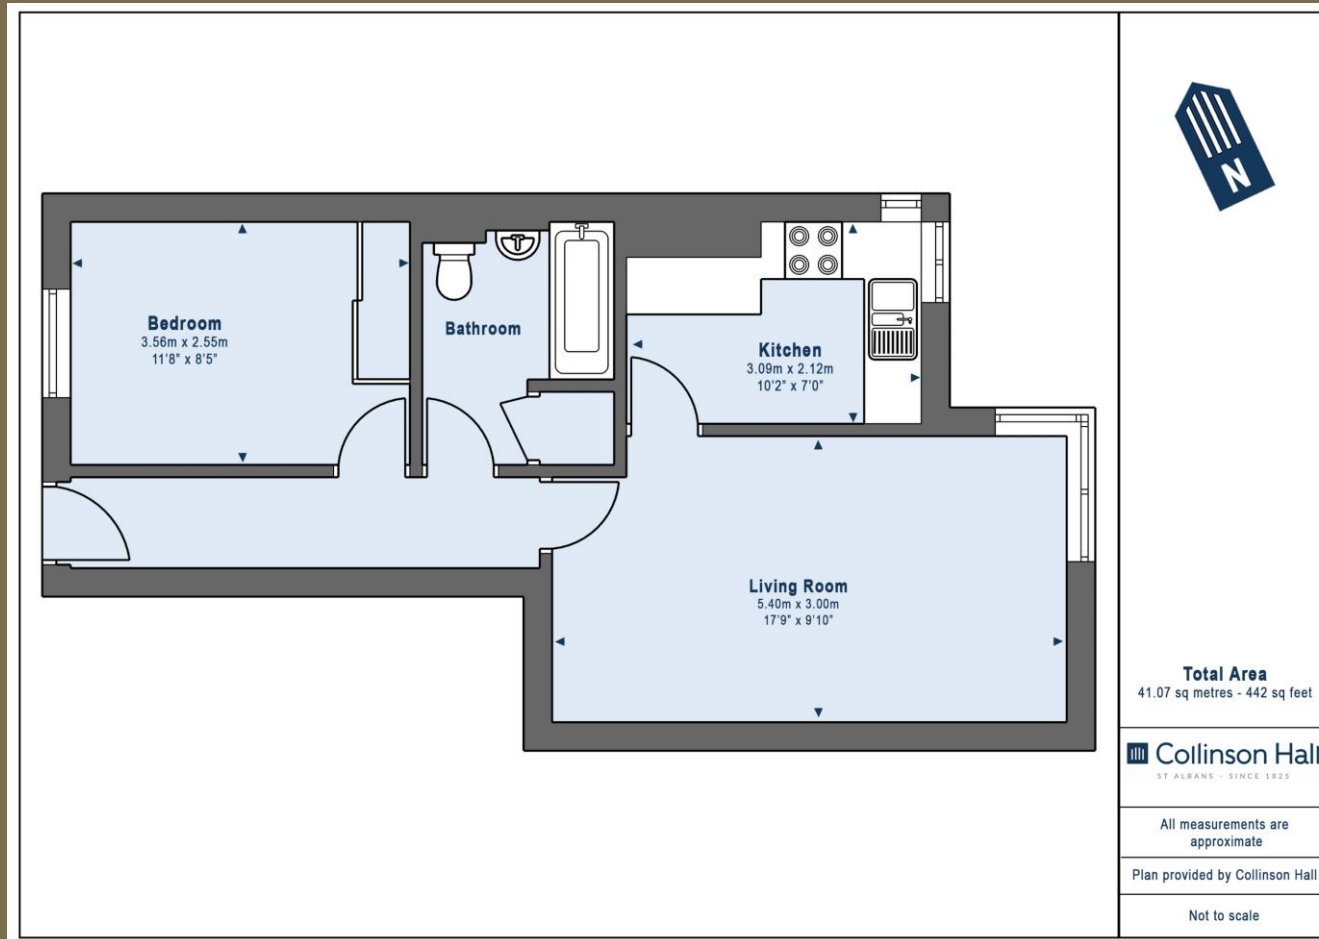 N
Bedroom
3.56m x 2.55m
11'8" x 8'5"
Bathroom
Kitchen
3.09m x 2.12m
10'2" x 7'0"
Living Room
5.40m x 3.00m
17'9" x 9'10"
Total Area
41.07 sq metres - 442 sq feet
Collinson Hall
ST ALBANS - SINCE 1825
All measurements are
approximate
Plan provided by Collinson Hall
Not to scale